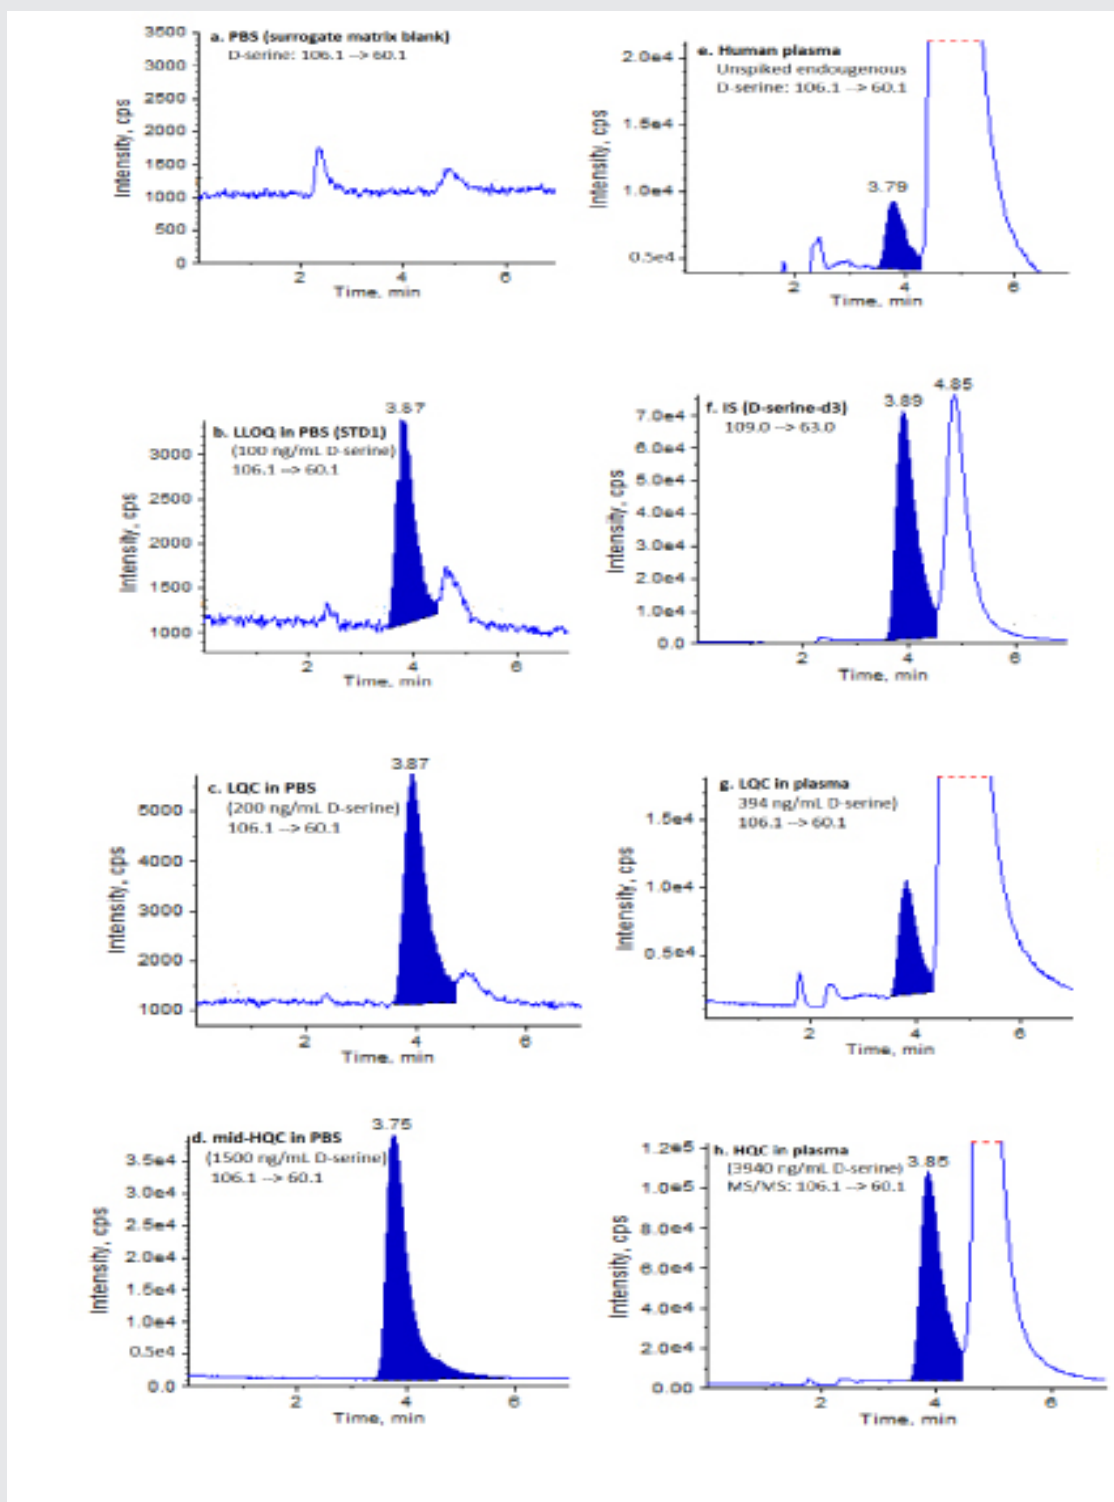 a. PBS (surrogate matrix blank)
D-serine: 106.1 --> 60.1
3500
3000
2500
2000
1500
1000
500
0
Intensity, cps
2
4
6
Time, min
e. Human plasma
Unspiked endougenous
D-serine: 106.1 --> 60.1
2.0e4
1.5e4
1.0e4
0.5e4
Intensity, cps
3.79
2
4
6
Time, min
b. LLOQ in PBS (STD1)
(100 ng/mL D-serine)
106.1 --> 60.1
3.87
3000
2500
2000
1500
1000
Intensity, cps
2
4
6
Time, min
f. IS (D-serine-d3)
109.0 --> 63.0
3.89
4.85
7.0e4
6.0e4
5.0e4
4.0e4
3.0e4
2.0e4
1.0e4
0.0
Intensity, cps
2
4
6
Time, min
c. LQC in PBS
(200 ng/mL D-serine)
106.1 --> 60.1
3.87
5000
4000
3000
2000
1000
Intensity, cps
2
4
6
Time, min
g. LQC in plasma
394 ng/mL D-serine)
106.1 --> 60.1
1.5e4
1.0e4
0.5e4
Intensity, cps
2
4
6
Time, min
d. mid-HQC in PBS
(1500 ng/mL D-serine)
106.1 --> 60.1
3.75
3.5e4
3.0e4
2.5e4
2.0e4
1.5e4
1.0e4
0.5e4
0.0
Intensity, cps
2
4
6
Time, min
h. HQC in plasma
(3940 ng/mL D-serine)
MS/MS: 106.1 --> 60.1
3.85
1.2e5
1.0e5
8.0e4
6.0e4
4.0e4
2.0e4
0.00
Intensity, cps
2
4
6
Time, min